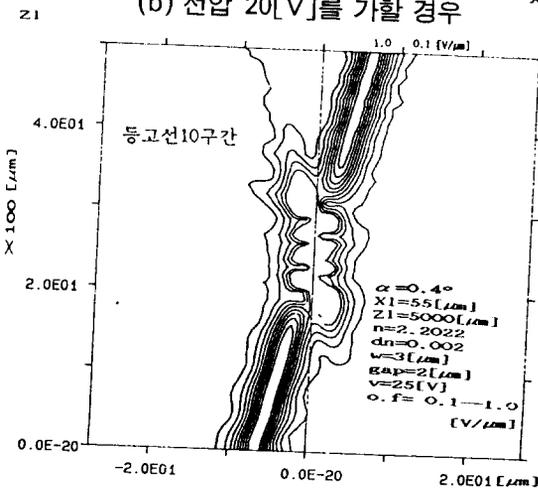 (b) 전압 20[V]를 가할 경우
Z1
1.0 0.1 [V/μm]
등고선10구간
4.0E01
X100 [μm]
2.0E01
0.0E-20
α=0.4°
X1=55[μm]
Z1=5000[μm]
n=2.2022
dn=0.002
w=3[μm]
gap=2[μm]
v=25[V]
o.f= 0.1—1.0
[V/μm]
-2.0E01 0.0E-20 2.0E01 [μm]